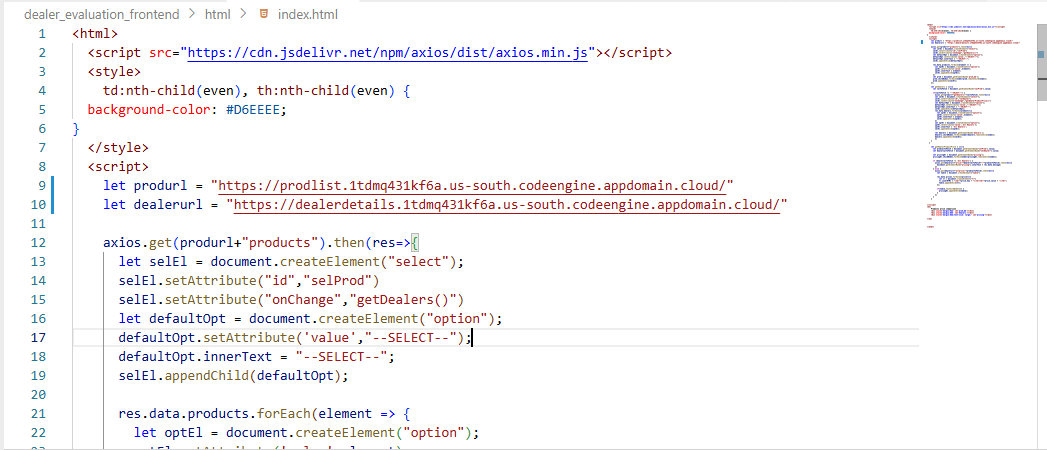 dealer_evaluation_frontend > html > index.html
1 <html>
2 <script src="https://cdn.jsdelivr.net/npm/axios/dist/axios.min.js"></script>
3 <style>
4 td:nth-child(even), th:nth-child(even) {
5 background-color: #D6EEEE;
6 }
7 </style>
8 <script>
9 let produrl = "https://prodlist.1tdmq431kf6a.us-south.codeengine.appdomain.cloud/"
10 let dealerurl = "https://dealerdetails.1tdmq431kf6a.us-south.codeengine.appdomain.cloud/"
11
12 axios.get(produrl+"products").then(res=>{
13 let selEl = document.createElement("select");
14 selEl.setAttribute("id","selProd")
15 selEl.setAttribute("onChange","getDealers()")
16 let defaultOpt = document.createElement("option");
17 defaultOpt.setAttribute('value',"--SELECT--");
18 defaultOpt.innerText = "--SELECT--";
19 selEl.appendChild(defaultOpt);
20
21 res.data.products.forEach(element => {
22 let optEl = document.createElement("option");